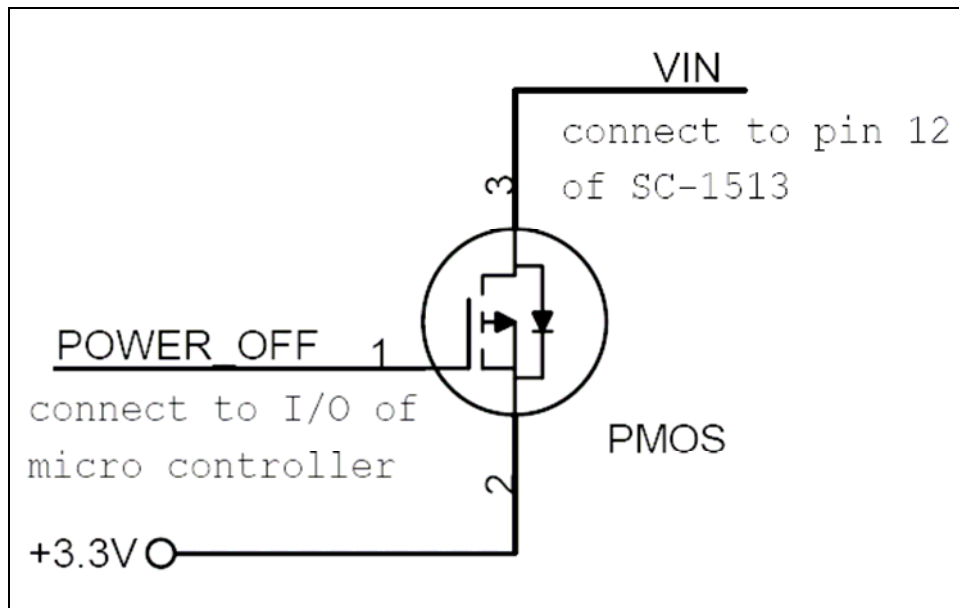 VIN
connect to pin 12
of SC-1513
3
POWER_OFF
1
connect to I/O of
micro controller
PMOS
2
+3.3V